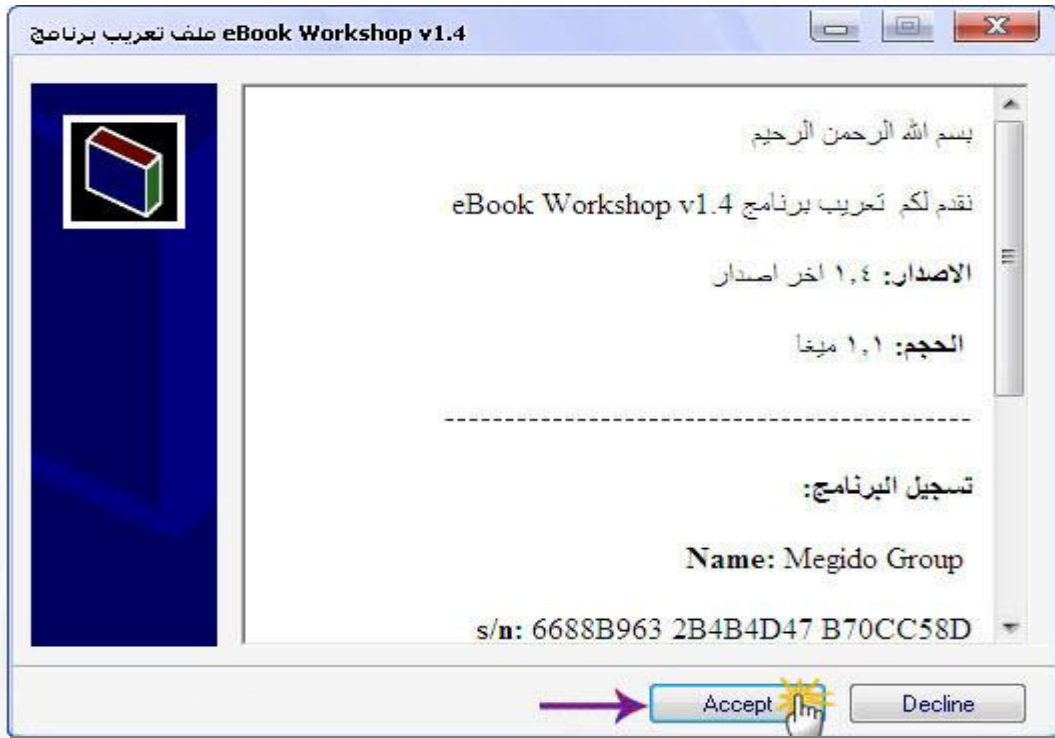 ملف تعريب برنامج eBook Workshop v1.4
بسم الله الرحمن الرحيم
نقدم لكم تعريب برنامج eBook Workshop v1.4
الاصدار: ١,٤ اخر اصدار
الحجم: ١,١ ميغا
------------------------------------------
تسجيل البرنامج:
Name: Megido Group
s/n: 6688B963 2B4B4D47 B70CC58D
Accept
Decline